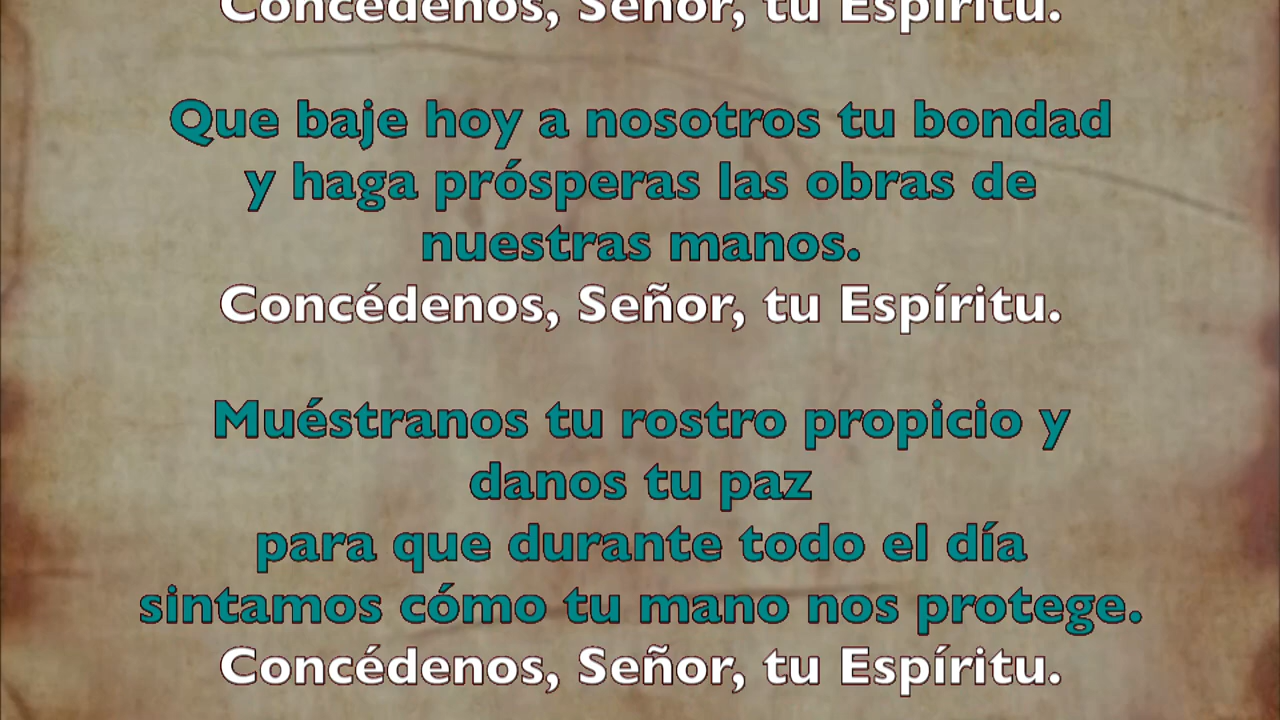 Concédenos, Señor, tu Espíritu.
Que baje hoy a nosotros tu bondad
y haga prósperas las obras de
nuestras manos.
Concédenos, Señor, tu Espíritu.
Muéstranos tu rostro propicio y
danos tu paz
para que durante todo el día
sintamos cómo tu mano nos protege.
Concédenos, Señor, tu Espíritu.